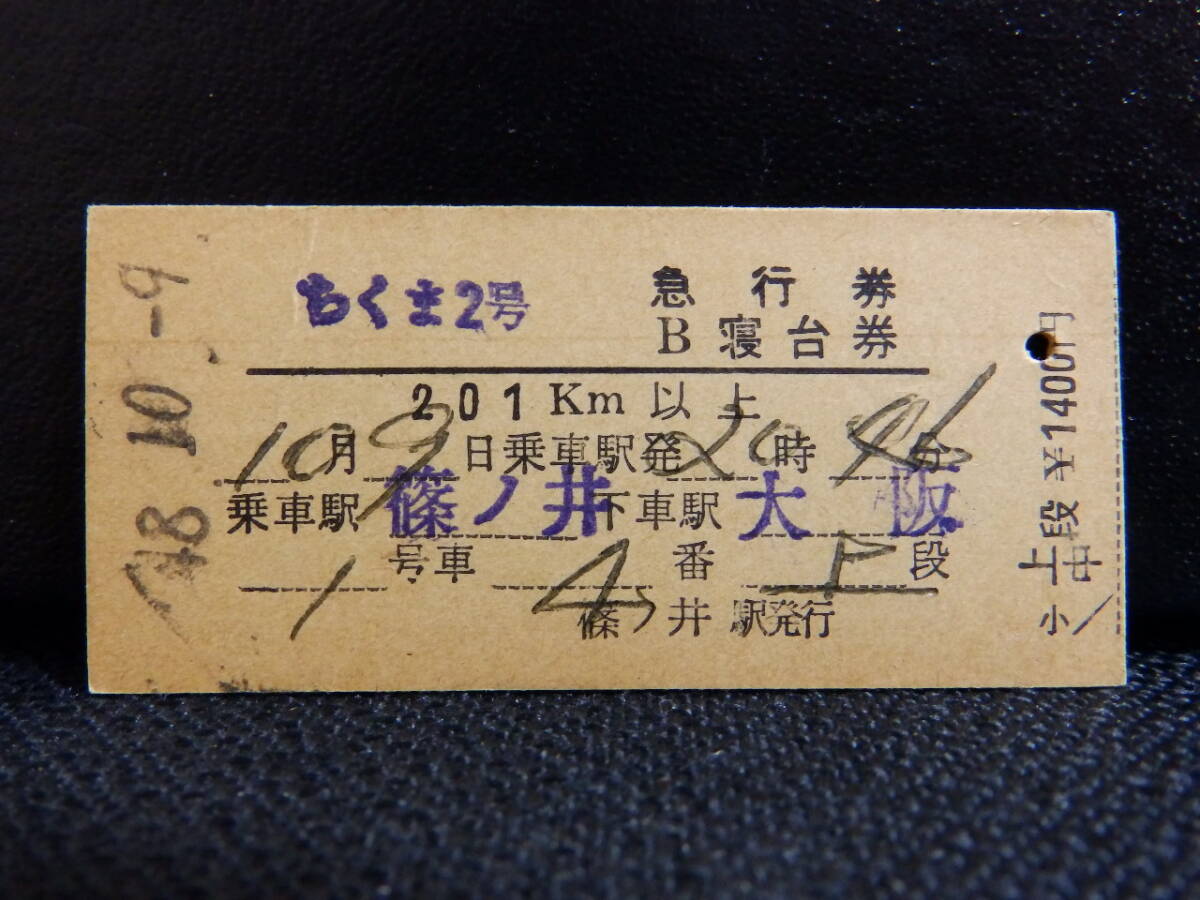 48 10 -9
ちくま2号 急行券
B寝台券
201Km以上
10月9日乗車駅発20時46分
乗車駅 篠ノ井 下車駅 大阪
1号車 4番 上段
篠ノ井駅発行
上中段 ¥1400円
小